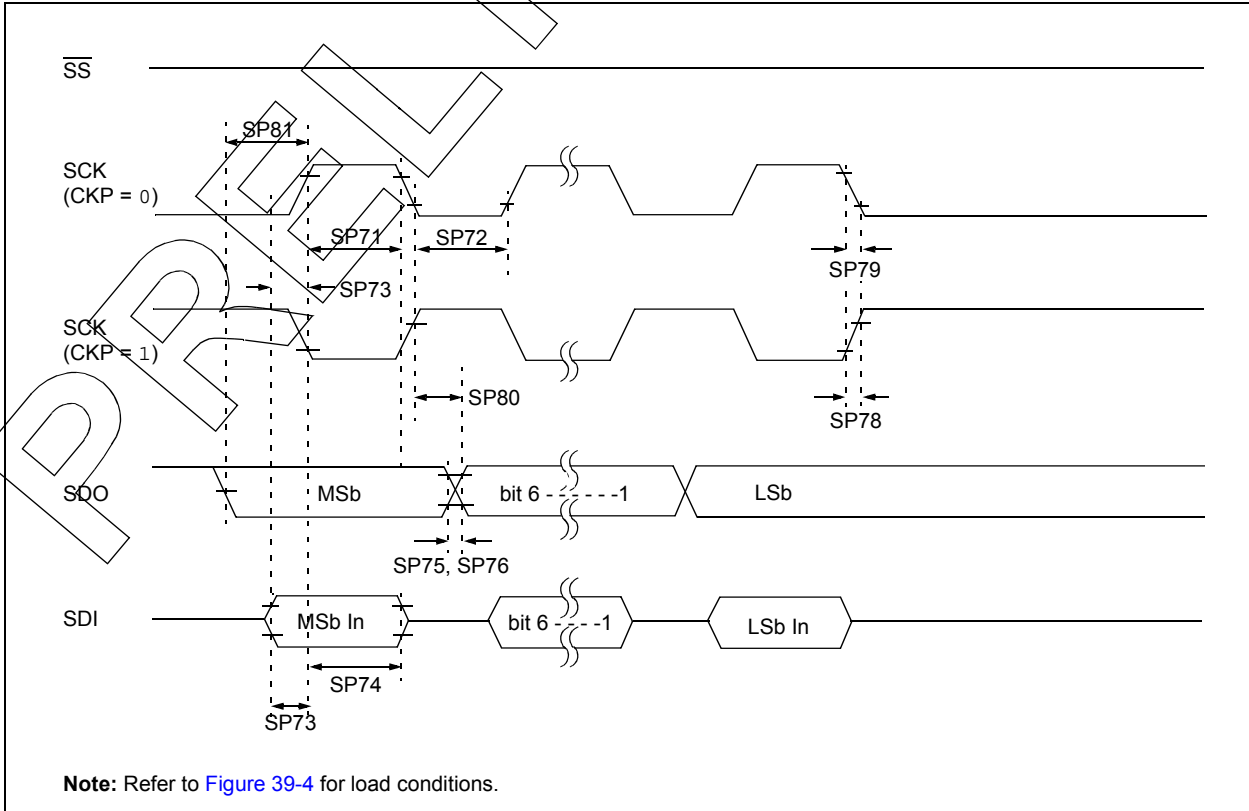 SS
SP81
SCK
(CKP = 0)
SP71 SP72
SP79
SP73
SCK
(CKP = 1)
SP80
SP78
SDO MSb bit 6 - - - - - -1 LSb
SP75, SP76
SDI MSb In bit 6 - - - -1 LSb In
SP74
SP73
Note: Refer to Figure 39-4 for load conditions.
PREL